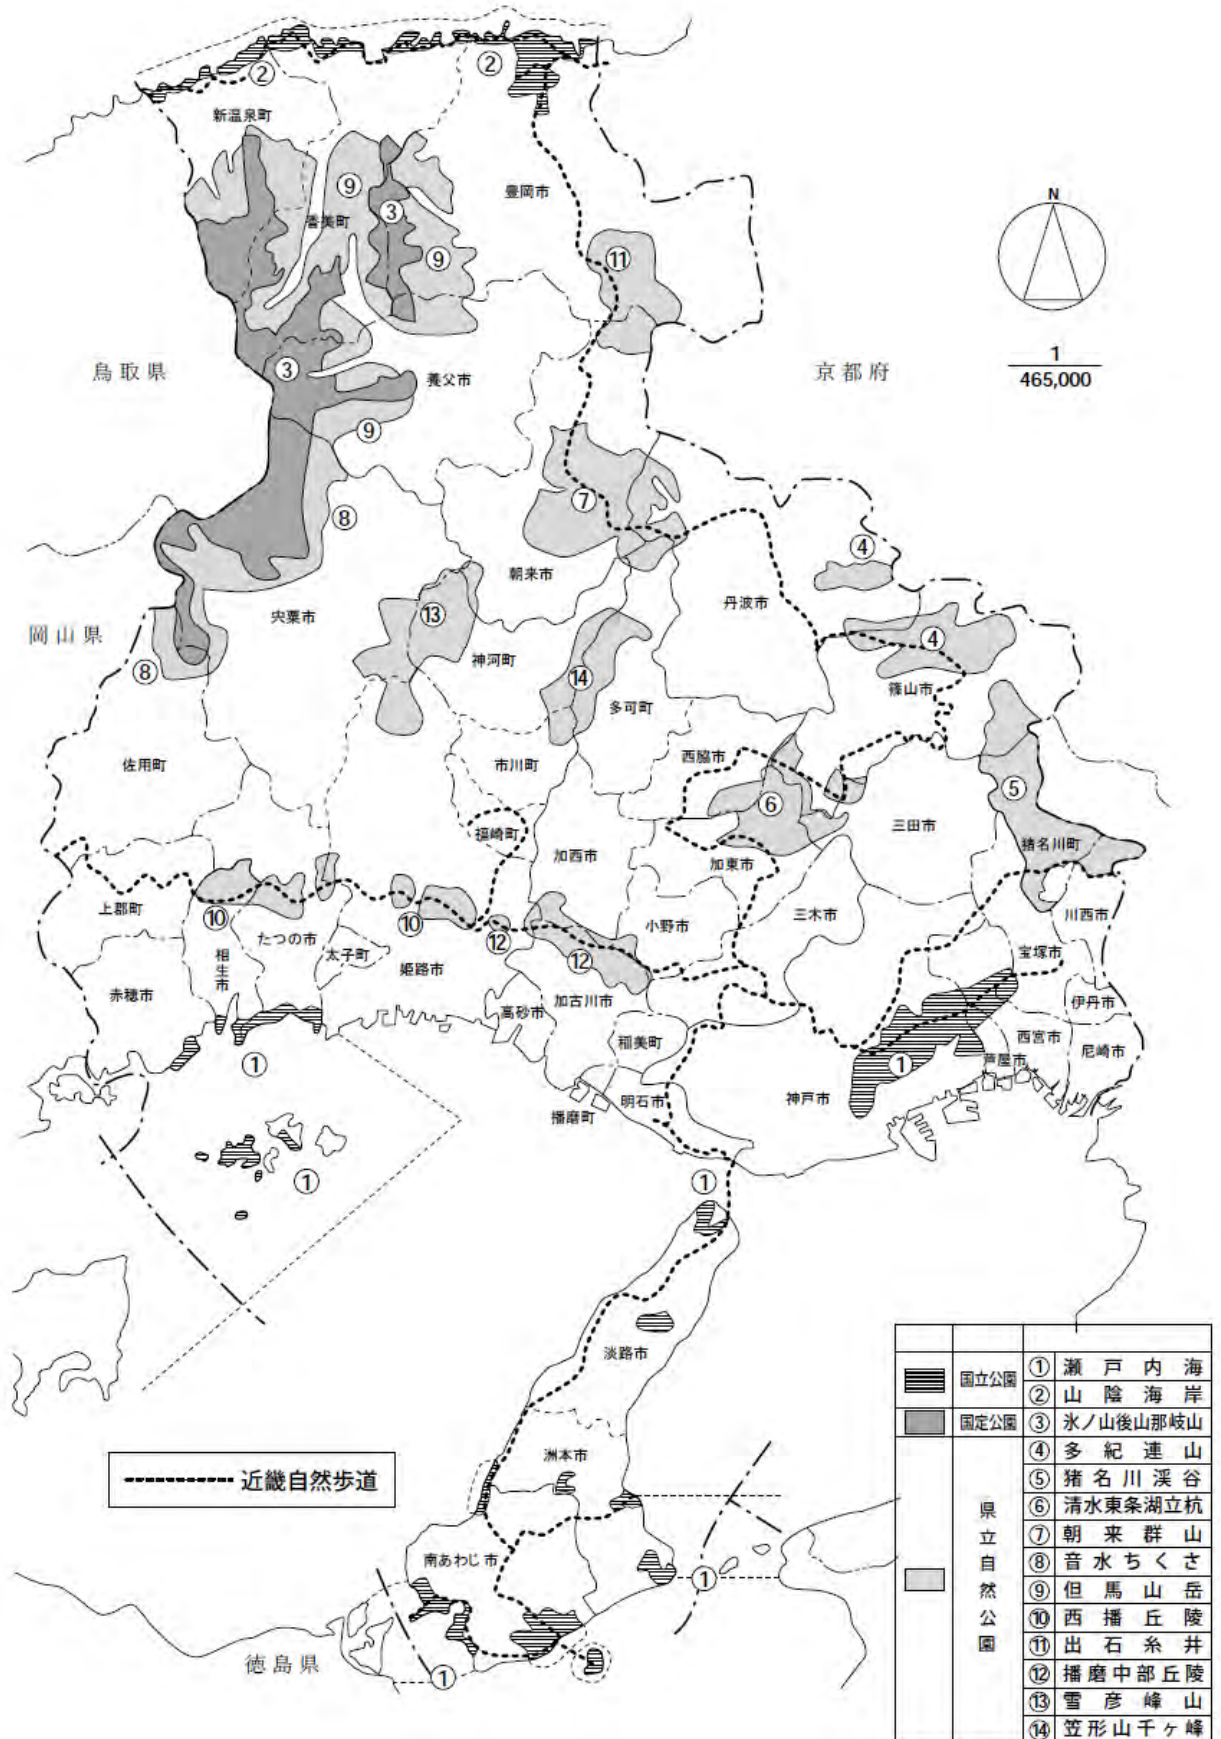 ②
②
新温泉町
N
⑨
豊岡市
③
香美町
⑨
⑪
1
465,000
鳥取県
③
京都府
養父市
⑨
⑦
⑧
④
朝来市
丹波市
宍粟市
⑬
岡山県
④
神河町
⑧
⑭
篠山市
多可町
西脇市
佐用町
市川町
⑤
⑥
福崎町
三田市
加西市
猪名川町
加東市
上郡町
⑩
⑩
三木市
川西市
たつの市
⑫
小野市
相生市
太子町
姫路市
⑫
宝塚市
赤穂市
高砂市
加古川市
伊丹市
稲美町
西宮市
尼崎市
①
①
芦屋市
明石市
神戸市
播磨町
①
①
淡路市
洲本市
近畿自然歩道
南あわじ市
①
徳島県
①
国立公園
① 瀬戸内海
② 山陰海岸
国定公園
③ 氷ノ山後山那岐山
県立自然公園
④ 多紀連山
⑤ 猪名川渓谷
⑥ 清水東条湖立杭
⑦ 朝来群山
⑧ 音水ちくさ
⑨ 但馬山岳
⑩ 西播丘陵
⑪ 出石糸井
⑫ 播磨中部丘陵
⑬ 雪彦峰山
⑭ 笠形山千ヶ峰